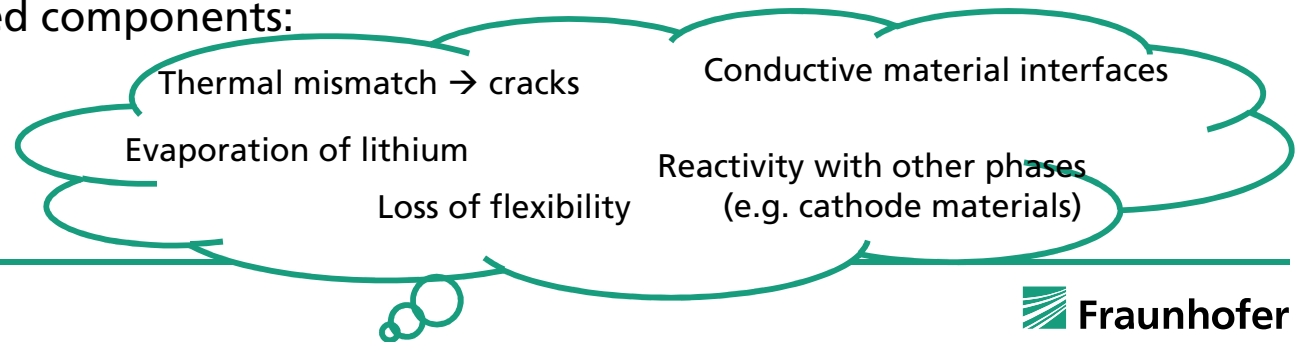 ed components:
Thermal mismatch → cracks
Conductive material interfaces
Evaporation of lithium
Reactivity with other phases
(e.g. cathode materials)
Loss of flexibility
Fraunhofer